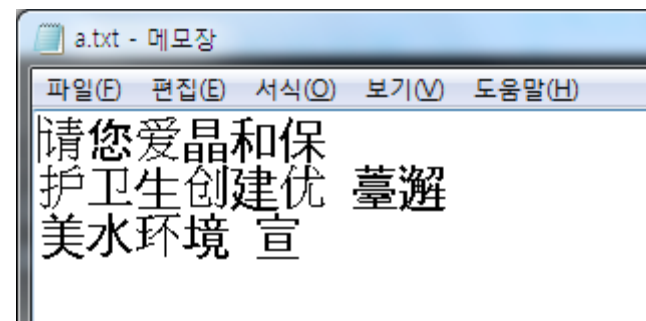 a.txt - 메모장
파일(F) 편집(E) 서식(O) 보기(V) 도움말(H)
请您爱晶和保
护卫生创建优 薹邂
美水环境 宣